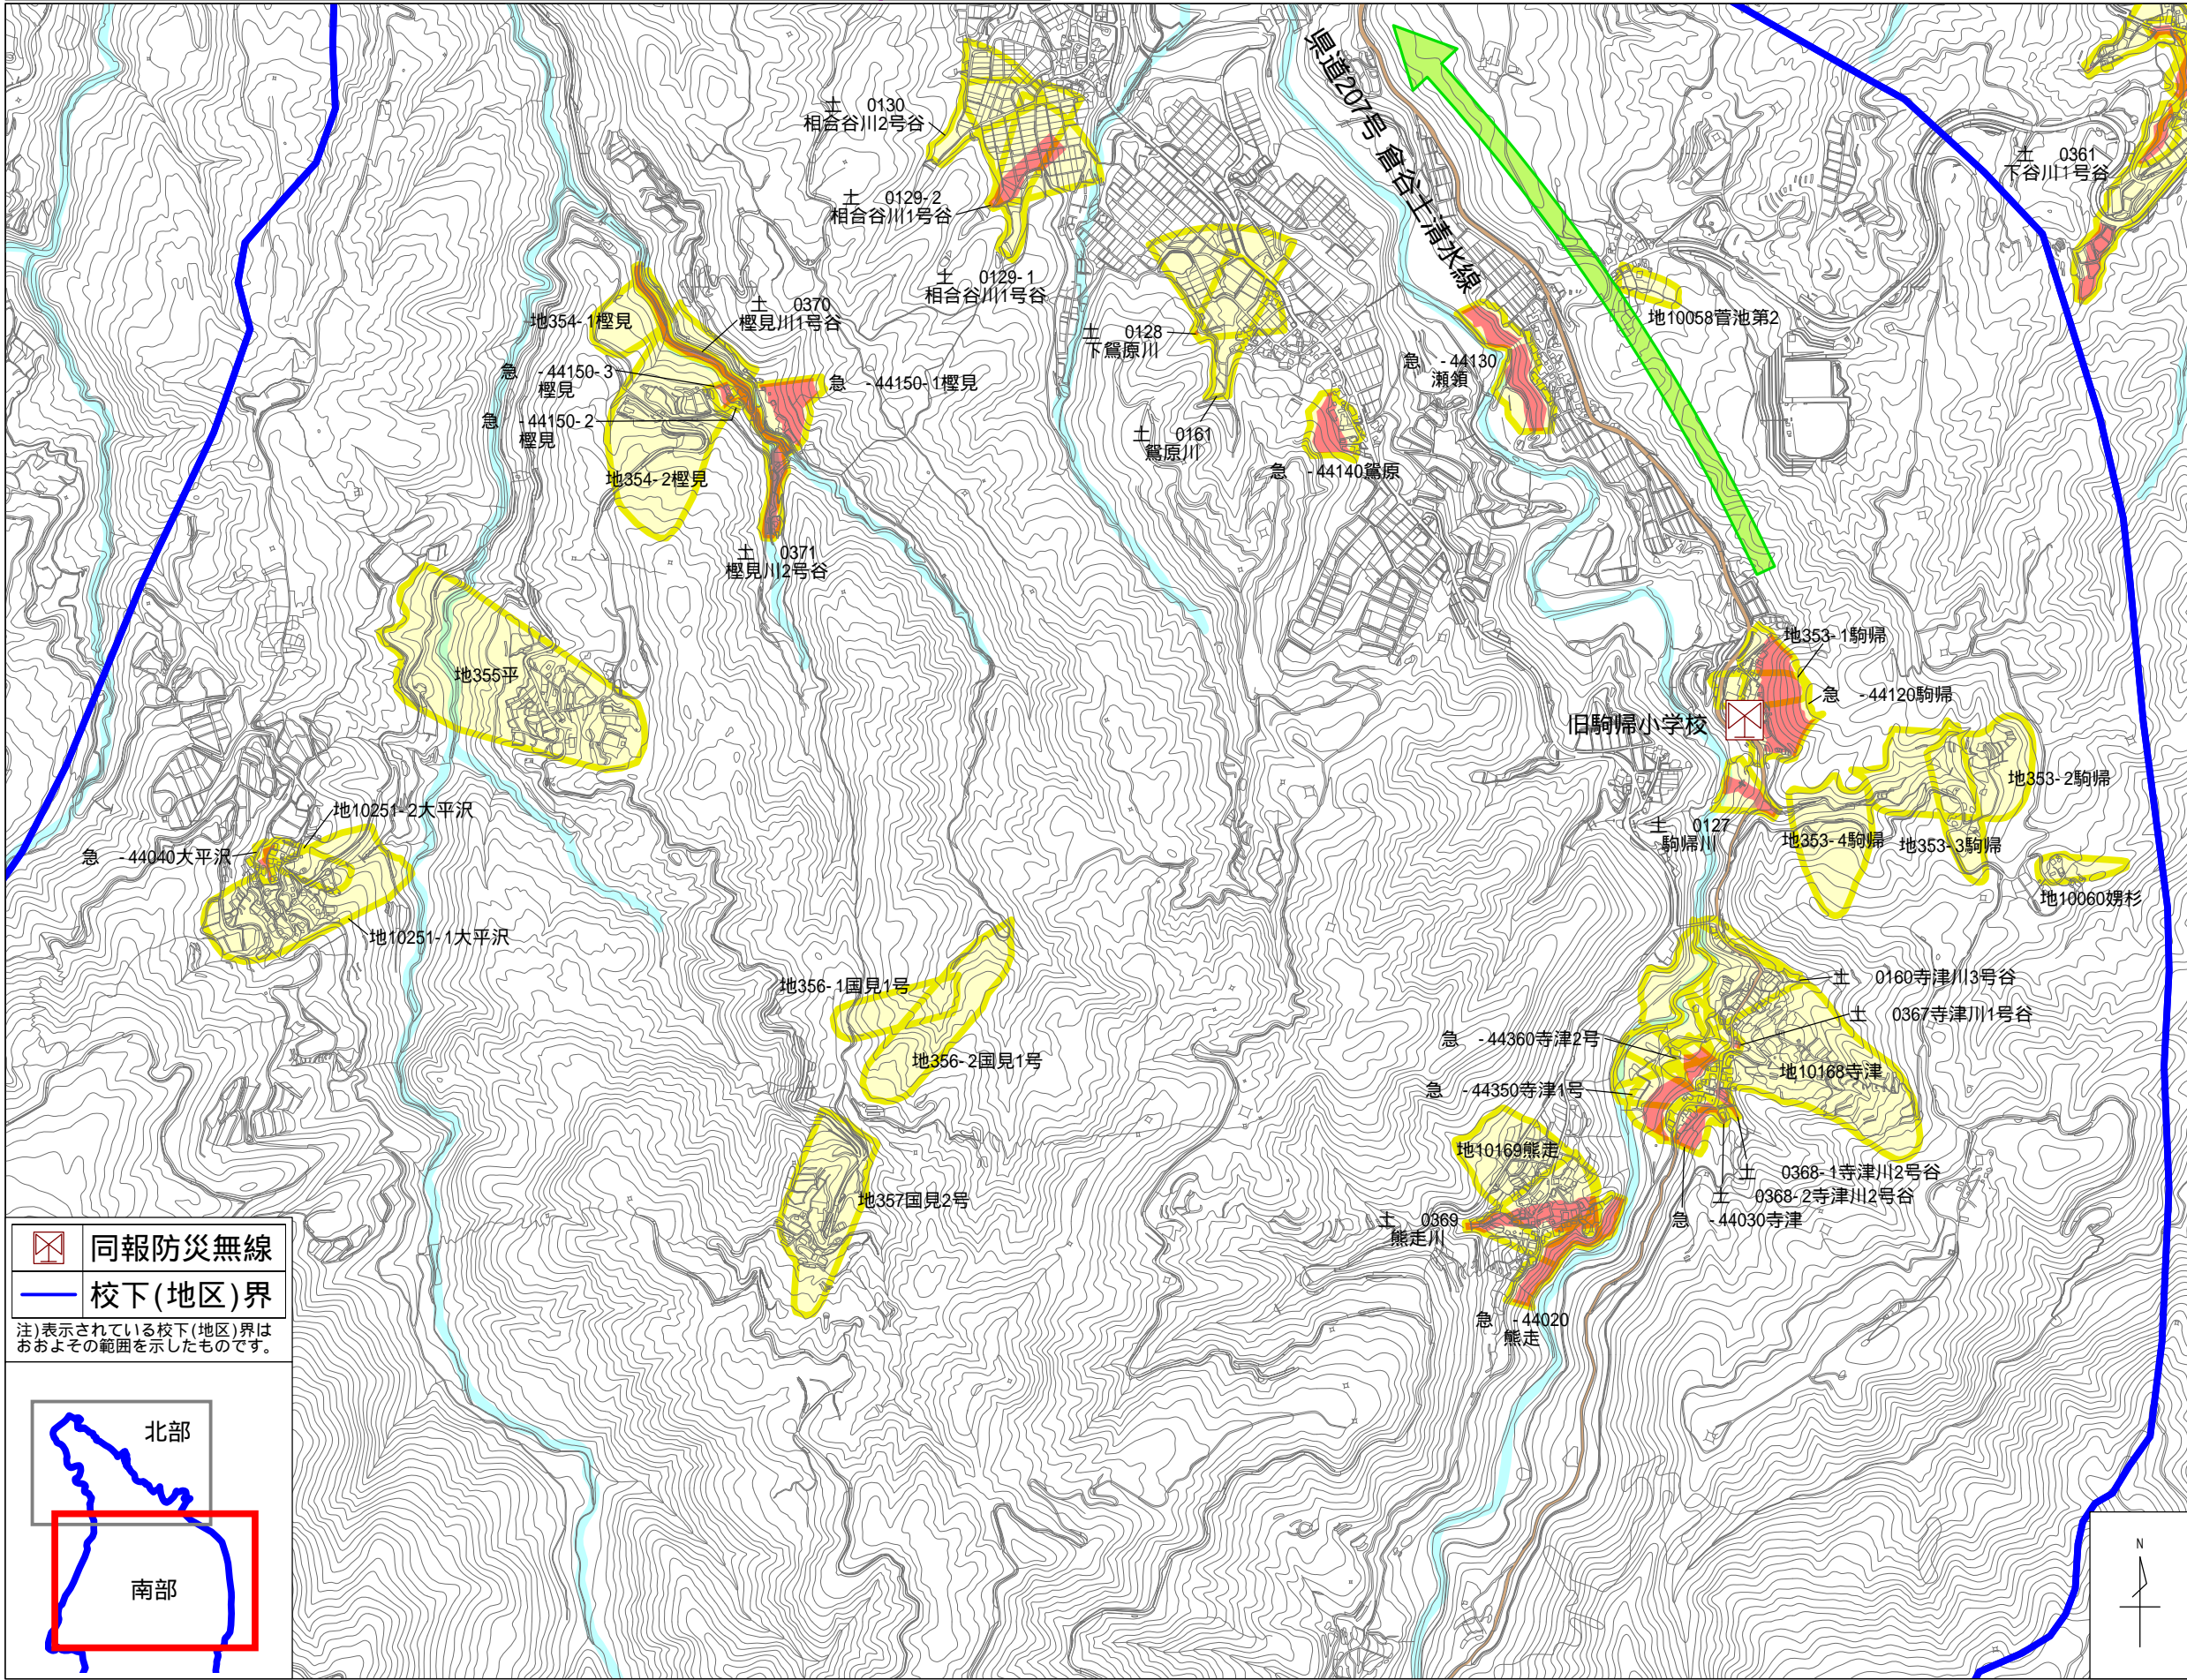 県道207号 倉谷土清水線
土 0130
相合谷川2号谷
土 0129-2
相合谷川1号谷
土 0129-1
相合谷川1号谷
土 0361
下谷川1号谷
地10058菅池第2
土 0370
樫見川1号谷
地354-1樫見
急 -44150-3
樫見
急 -44150-1樫見
急 -44150-2
樫見
地354-2樫見
土 0371
樫見川2号谷
土 0128
下鴛原川
土 0161
鴛原川
急 -44130
瀬領
急 -44140鴛原
地355平
地353-1駒帰
急 -44120駒帰
旧駒帰小学校
地353-2駒帰
土 0127
駒帰川
地353-4駒帰
地353-3駒帰
地10060娚杉
地10251-2大平沢
急 -44040大平沢
地10251-1大平沢
地356-1国見1号
地356-2国見1号
地357国見2号
土 0160寺津川3号谷
土 0367寺津川1号谷
急 -44360寺津2号
地10168寺津
急 -44350寺津1号
地10169熊走
土 0368-1寺津川2号谷
土 0368-2寺津川2号谷
急 -44030寺津
土 0369
熊走川
急 -44020
熊走
同報防災無線
校下(地区)界
注)表示されている校下(地区)界は
おおよその範囲を示したものです。
北部
南部
N